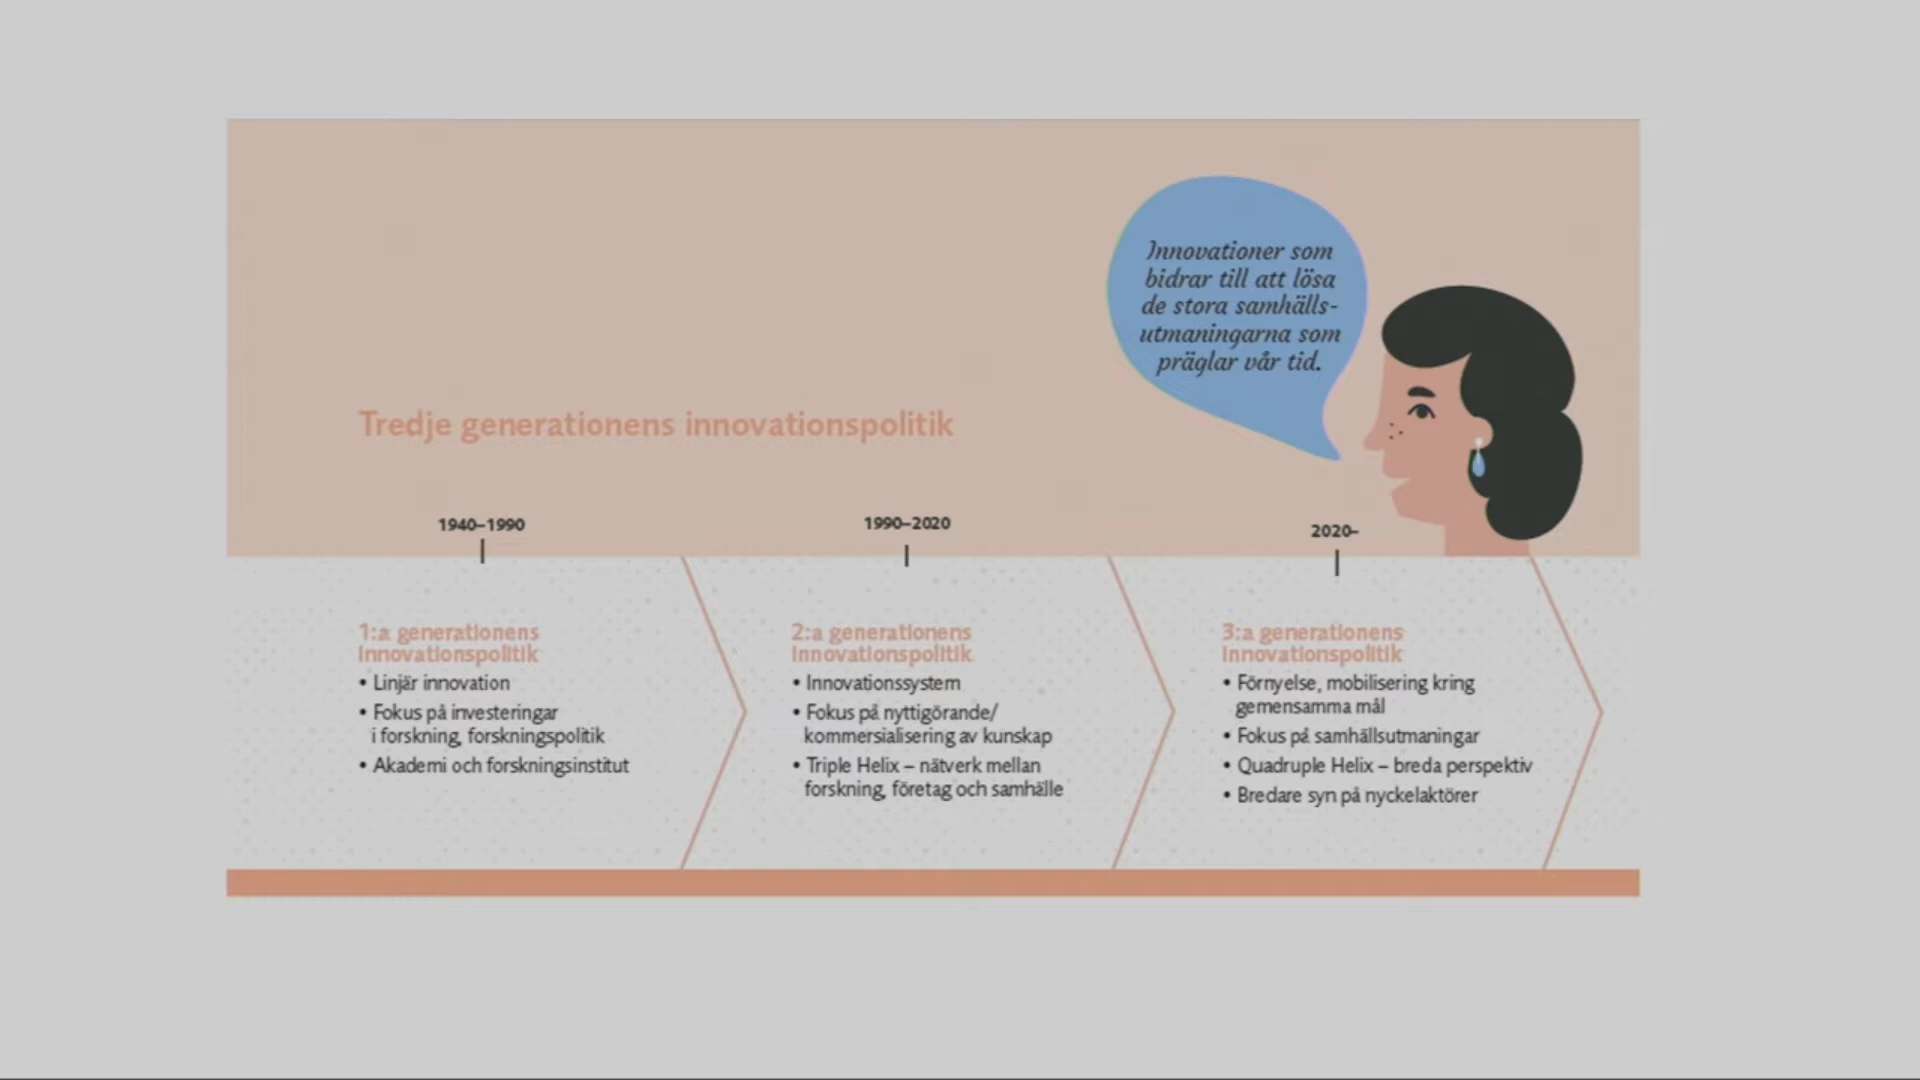 Innovationer som
bidrar till att lösa
de stora samhälls-
utmaningarna som
präglar vår tid.
Tredje generationens innovationspolitik
1940–1990
1990–2020
2020–
1:a generationens
innovationspolitik
• Linjär innovation
• Fokus på investeringar
i forskning, forskningspolitik
• Akademi och forskningsinstitut
2:a generationens
innovationspolitik
• Innovationssystem
• Fokus på nyttigörande/
kommersialisering av kunskap
• Triple Helix – nätverk mellan
forskning, företag och samhälle
3:a generationens
innovationspolitik
• Förnyelse, mobilisering kring
gemensamma mål
• Fokus på samhällsutmaningar
• Quadruple Helix – breda perspektiv
• Bredare syn på nyckelaktörer